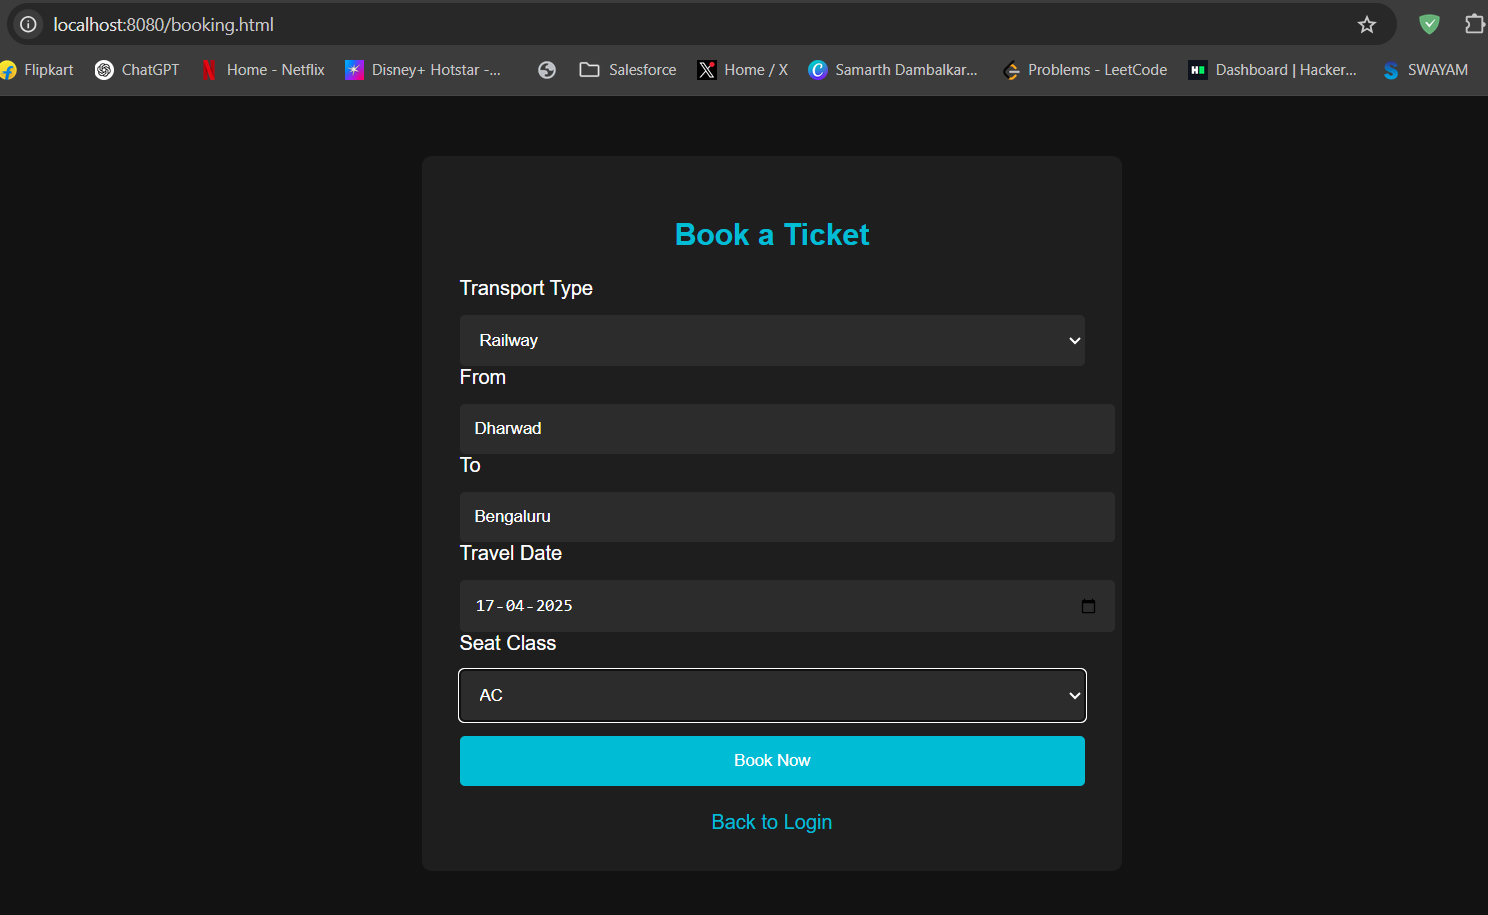 localhost:8080/booking.html
Flipkart ChatGPT Home - Netflix Disney+ Hotstar -... Salesforce Home / X Samarth Dambalkar... Problems - LeetCode Dashboard | Hacker... SWAYAM
Book a Ticket
Transport Type
Railway
From
Dharwad
To
Bengaluru
Travel Date
17-04-2025
Seat Class
AC
Book Now
Back to Login